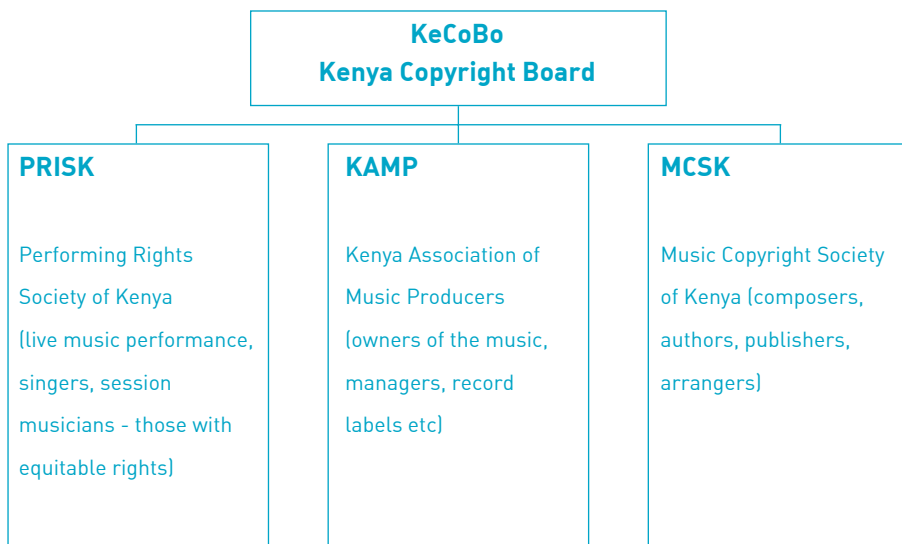 KeCoBo
Kenya Copyright Board
PRISK
Performing Rights
Society of Kenya
(live music performance,
singers, session
musicians - those with
equitable rights)
KAMP
Kenya Association of
Music Producers
(owners of the music,
managers, record
labels etc)
MCSK
Music Copyright Society
of Kenya (composers,
authors, publishers,
arrangers)